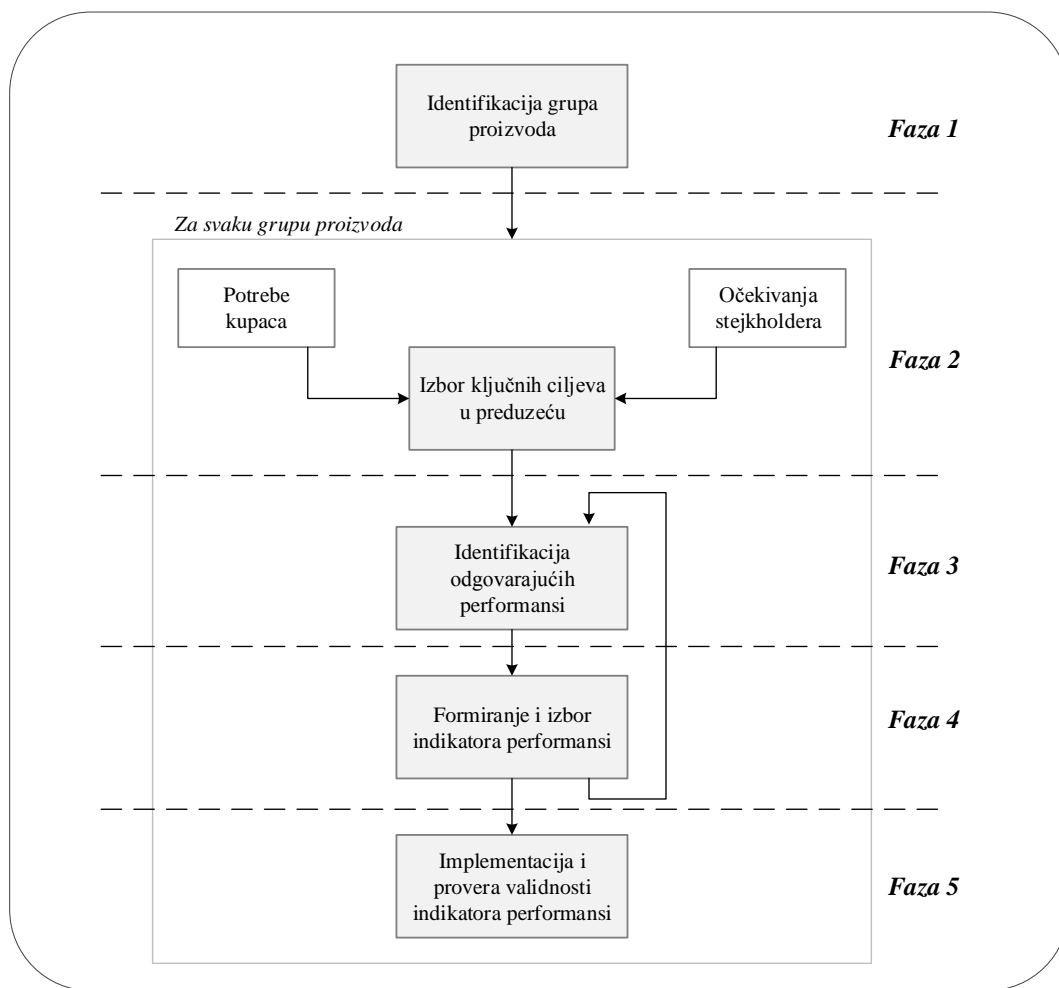 Identifikacija grupa
proizvoda
Faza 1
Za svaku grupu proizvoda
Potrebe
kupaca
Očekivanja
stejkholdera
Izbor ključnih ciljeva
u preduzeću
Faza 2
Identifikacija
odgovarajućih
performansi
Faza 3
Formiranje i izbor
indikatora performansi
Faza 4
Implementacija i
provera validnosti
indikatora performansi
Faza 5